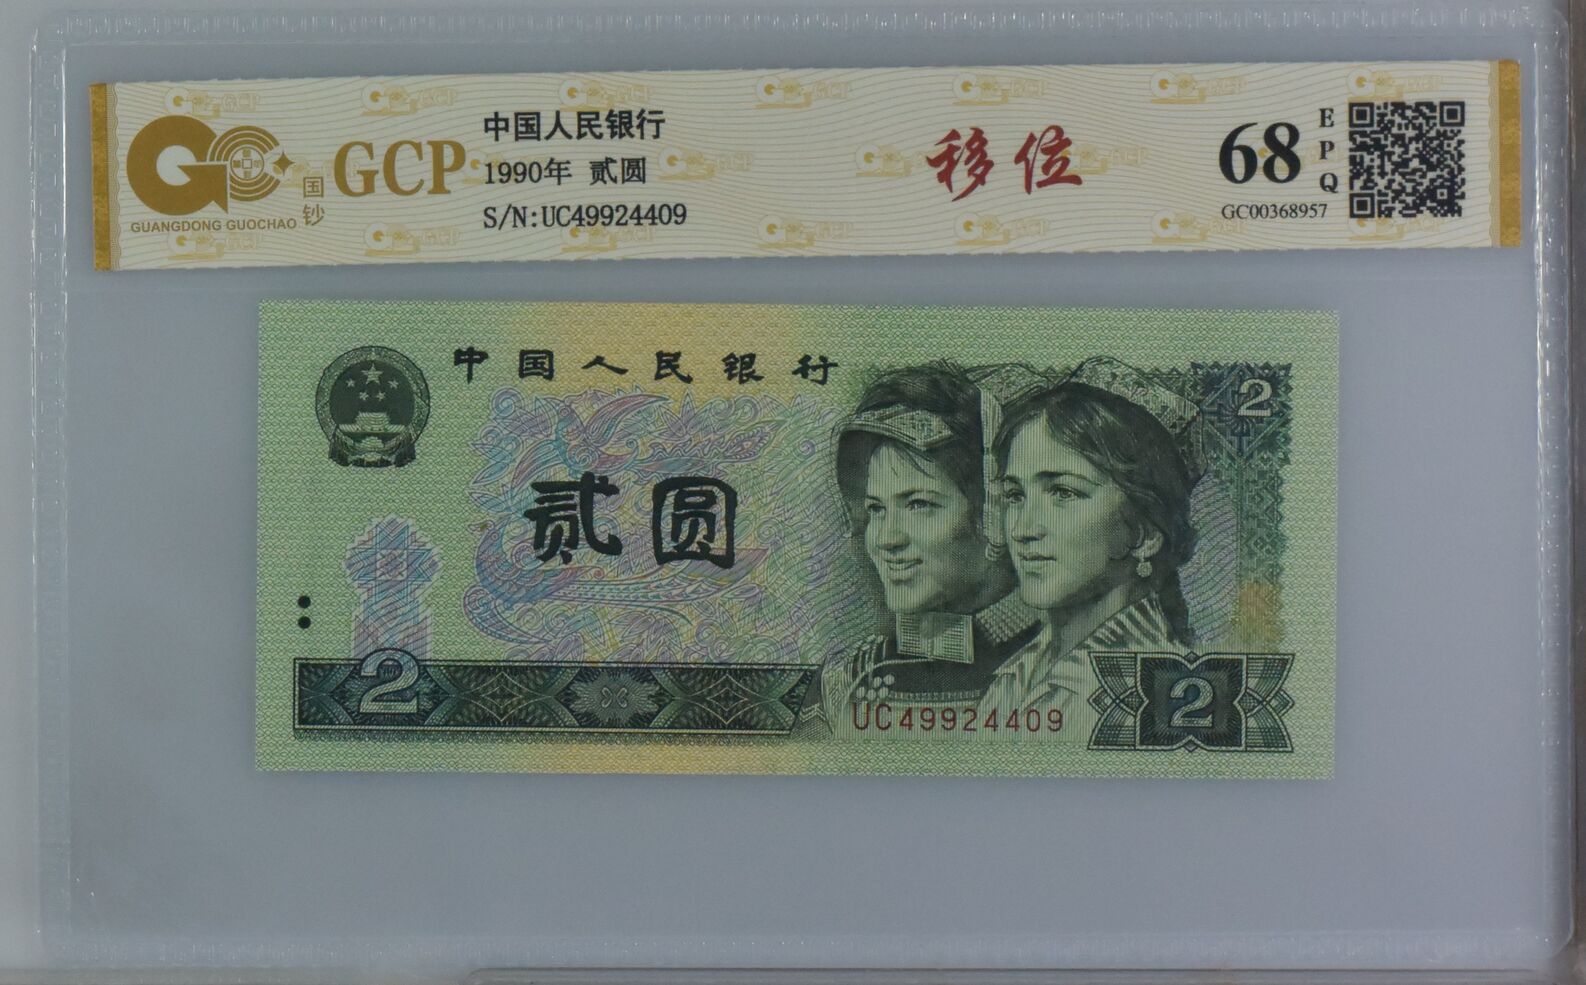 GCP
GUANGDONG GUOCHAO
国钞
中国人民银行
1990年 贰圆
S/N:UC49924409
移位
68
EPQ
GC00368957
中国人民银行
2
贰圆
2
UC49924409
2